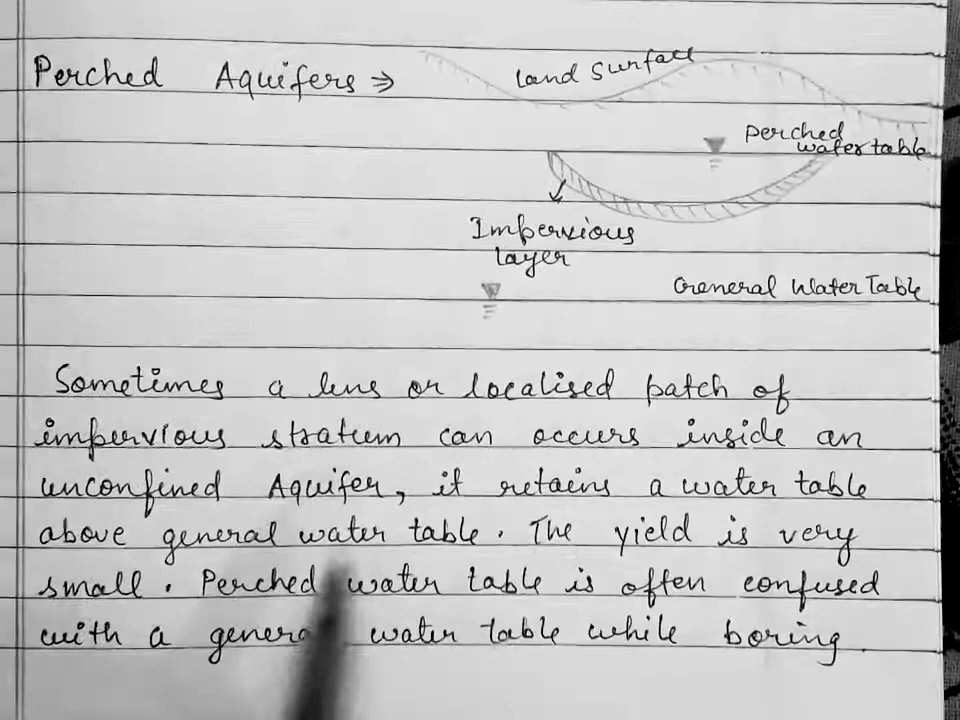 Perched Aquifers ⇒
Land Surface
Perched
water table
Impervious
layer
General Water Table
Sometimes a lens or localised patch of
impervious stratum can occurs inside an
unconfined Aquifer, it retains a water table
above general water table. The yield is very
small. Perched water table is often confused
with a general water table while boring.